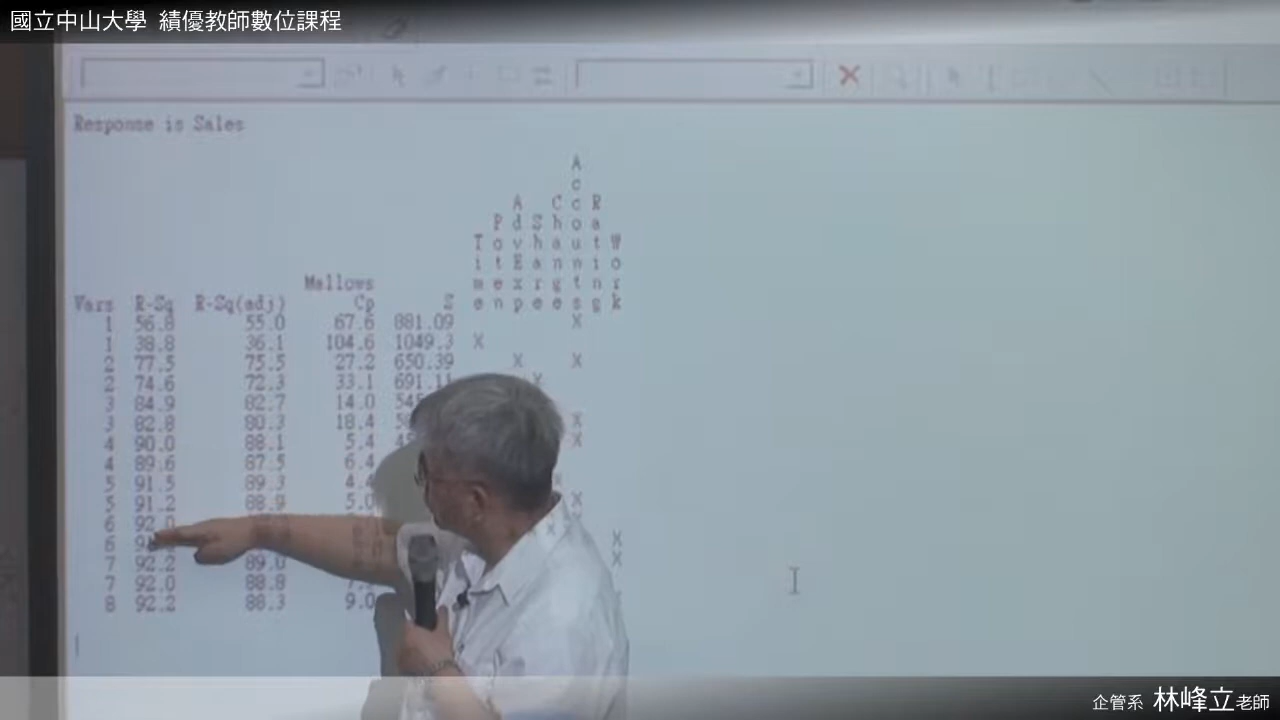 國立中山大學 績優教師數位課程
Response is Sales
A
c
A C c R
P d S h o a
T o v h a u t W
i t E a n n i o
m e x r g t n r
Mallows
Vars R-Sq R-Sq(adj) Cp S e n p e e s g k
1 56.8 55.0 67.6 881.09 X
1 38.8 36.1 104.6 1049.3 X
2 77.5 75.5 27.2 650.39 X X
2 74.6 72.3 33.1 691.11 X
3 84.9 82.7 14.0
3 82.8 80.3 18.4 X
4 90.0 88.1 5.4 X
4 89.6 87.5 6.4
5 91.5 89.3 4.4
5 91.2 88.9 5.0 X
6 92.0
6 X
7 92.2 89.0 X
7 92.0 88.8
8 92.2 88.3 9.0
企管系 林峰立老師